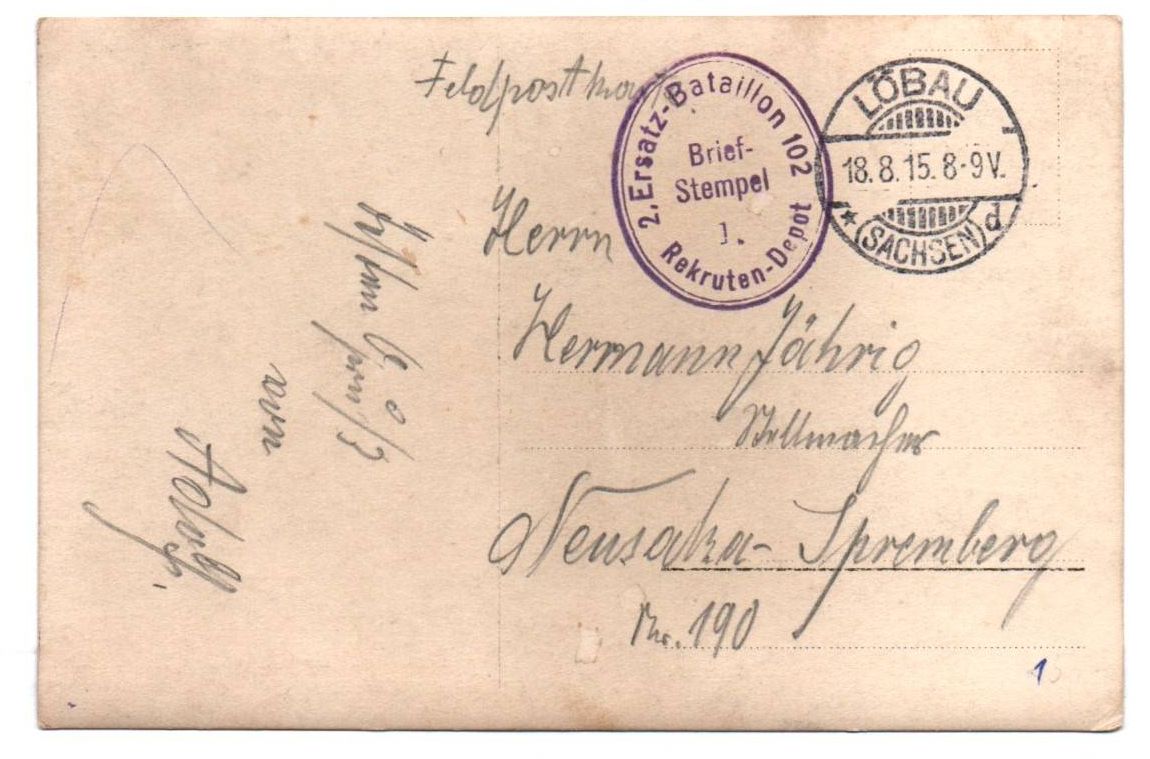 Feldpostkarte
2. Ersatz-Bataillon 102
Brief-
Stempel
1.
Rekruten-Depot
LÖBAU
18.8.15.8-9V.
* (SACHSEN) d
Herrn
Hermann Jährig
Stellmacher
Neusalza- Spremberg
Nr. 190
1
von
Adolf.